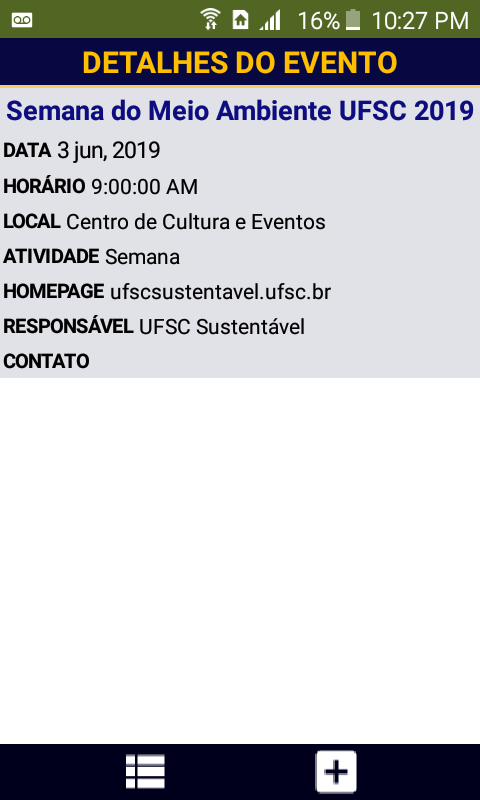 16% 10:27 PM
DETALHES DO EVENTO
Semana do Meio Ambiente UFSC 2019
DATA 3 jun, 2019
HORÁRIO 9:00:00 AM
LOCAL Centro de Cultura e Eventos
ATIVIDADE Semana
HOMEPAGE ufscsustentavel.ufsc.br
RESPONSÁVEL UFSC Sustentável
CONTATO